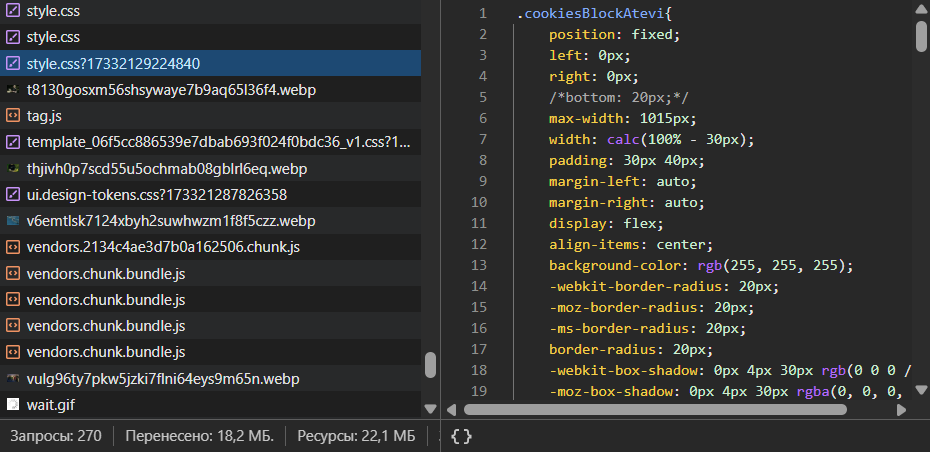 style.css
style.css
style.css?17332129224840
t8130gosxm56shsywaye7b9aq65l36f4.webp
tag.js
template_06f5cc886539e7dbab693f024f0bdc36_v1.css?1...
thjivh0p7scd55u5ochmab08gblrl6eq.webp
ui.design-tokens.css?173321287826358
v6emtlsk7124xbyh2suwhwzm1f8f5czz.webp
vendors.2134c4ae3d7b0a162506.chunk.js
vendors.chunk.bundle.js
vendors.chunk.bundle.js
vendors.chunk.bundle.js
vendors.chunk.bundle.js
vulg96ty7pkw5jzki7flni64eys9m65n.webp
wait.gif
Запросы: 270 Перенесено: 18,2 МБ. Ресурсы: 22,1 МБ
1 .cookiesBlockAtevi{
2 position: fixed;
3 left: 0px;
4 right: 0px;
5 /*bottom: 20px;*/
6 max-width: 1015px;
7 width: calc(100% - 30px);
8 padding: 30px 40px;
9 margin-left: auto;
10 margin-right: auto;
11 display: flex;
12 align-items: center;
13 background-color: rgb(255, 255, 255);
14 -webkit-border-radius: 20px;
15 -moz-border-radius: 20px;
16 -ms-border-radius: 20px;
17 border-radius: 20px;
18 -webkit-box-shadow: 0px 4px 30px rgb(0 0 0 /
19 -moz-box-shadow: 0px 4px 30px rgba(0, 0, 0,
{ }